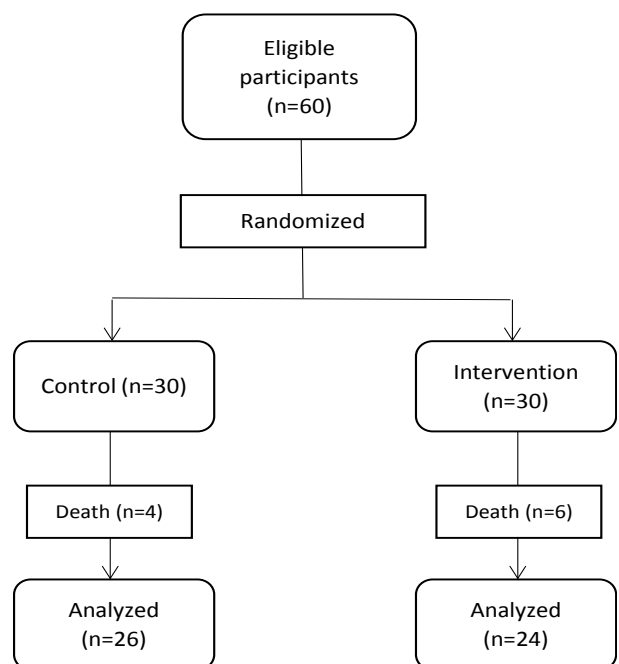 Eligible
participants
(n=60)
Randomized
Control (n=30)
Intervention
(n=30)
Death (n=4)
Death (n=6)
Analyzed
(n=26)
Analyzed
(n=24)